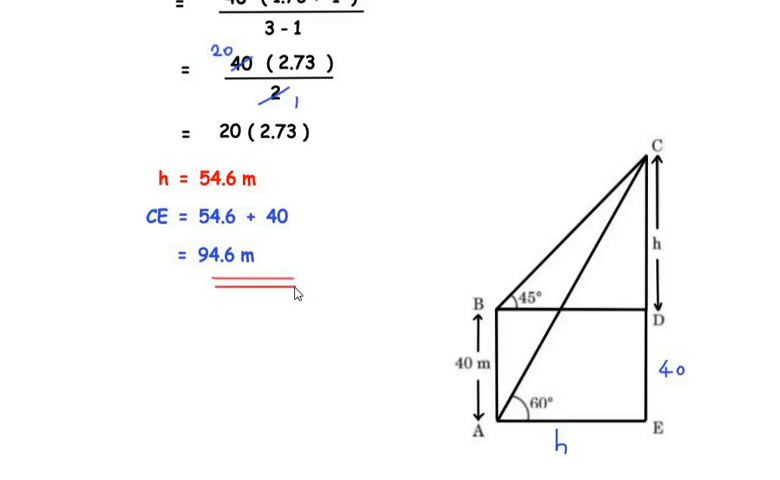 =
3 - 1
20
= 40 ( 2.73 )
2 1
= 20 ( 2.73 )
h = 54.6 m
CE = 54.6 + 40
= 94.6 m
C
h
B 45°
D
40 m
40
60°
A E
h